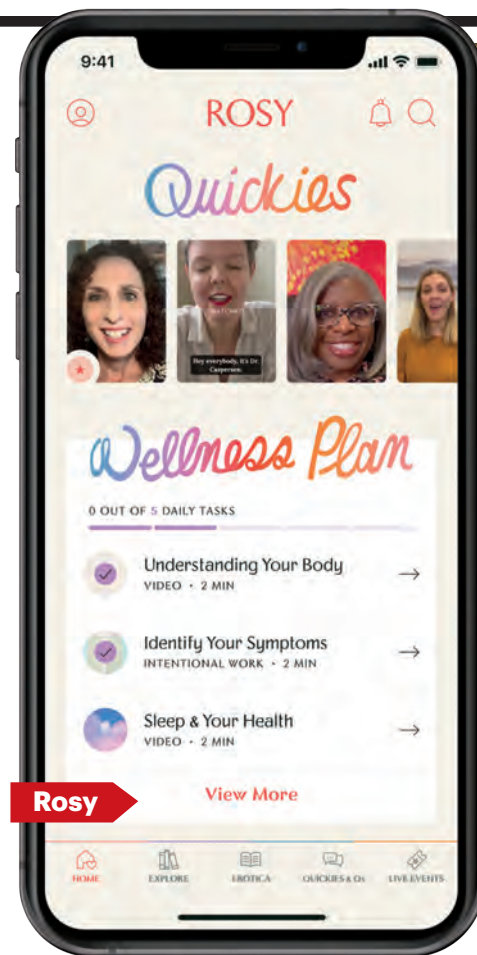 9:41
ROSY
Quickies
Hey everybody, it's Dr.
Casperson.
Wellness Plan
0 OUT OF 5 DAILY TASKS
Understanding Your Body
VIDEO • 2 MIN
Identify Your Symptoms
INTENTIONAL WORK • 2 MIN
Sleep & Your Health
VIDEO • 2 MIN
Rosy
View More
HOME
EXPLORE
EROTICA
QUICKIES & QS
LIVE EVENTS